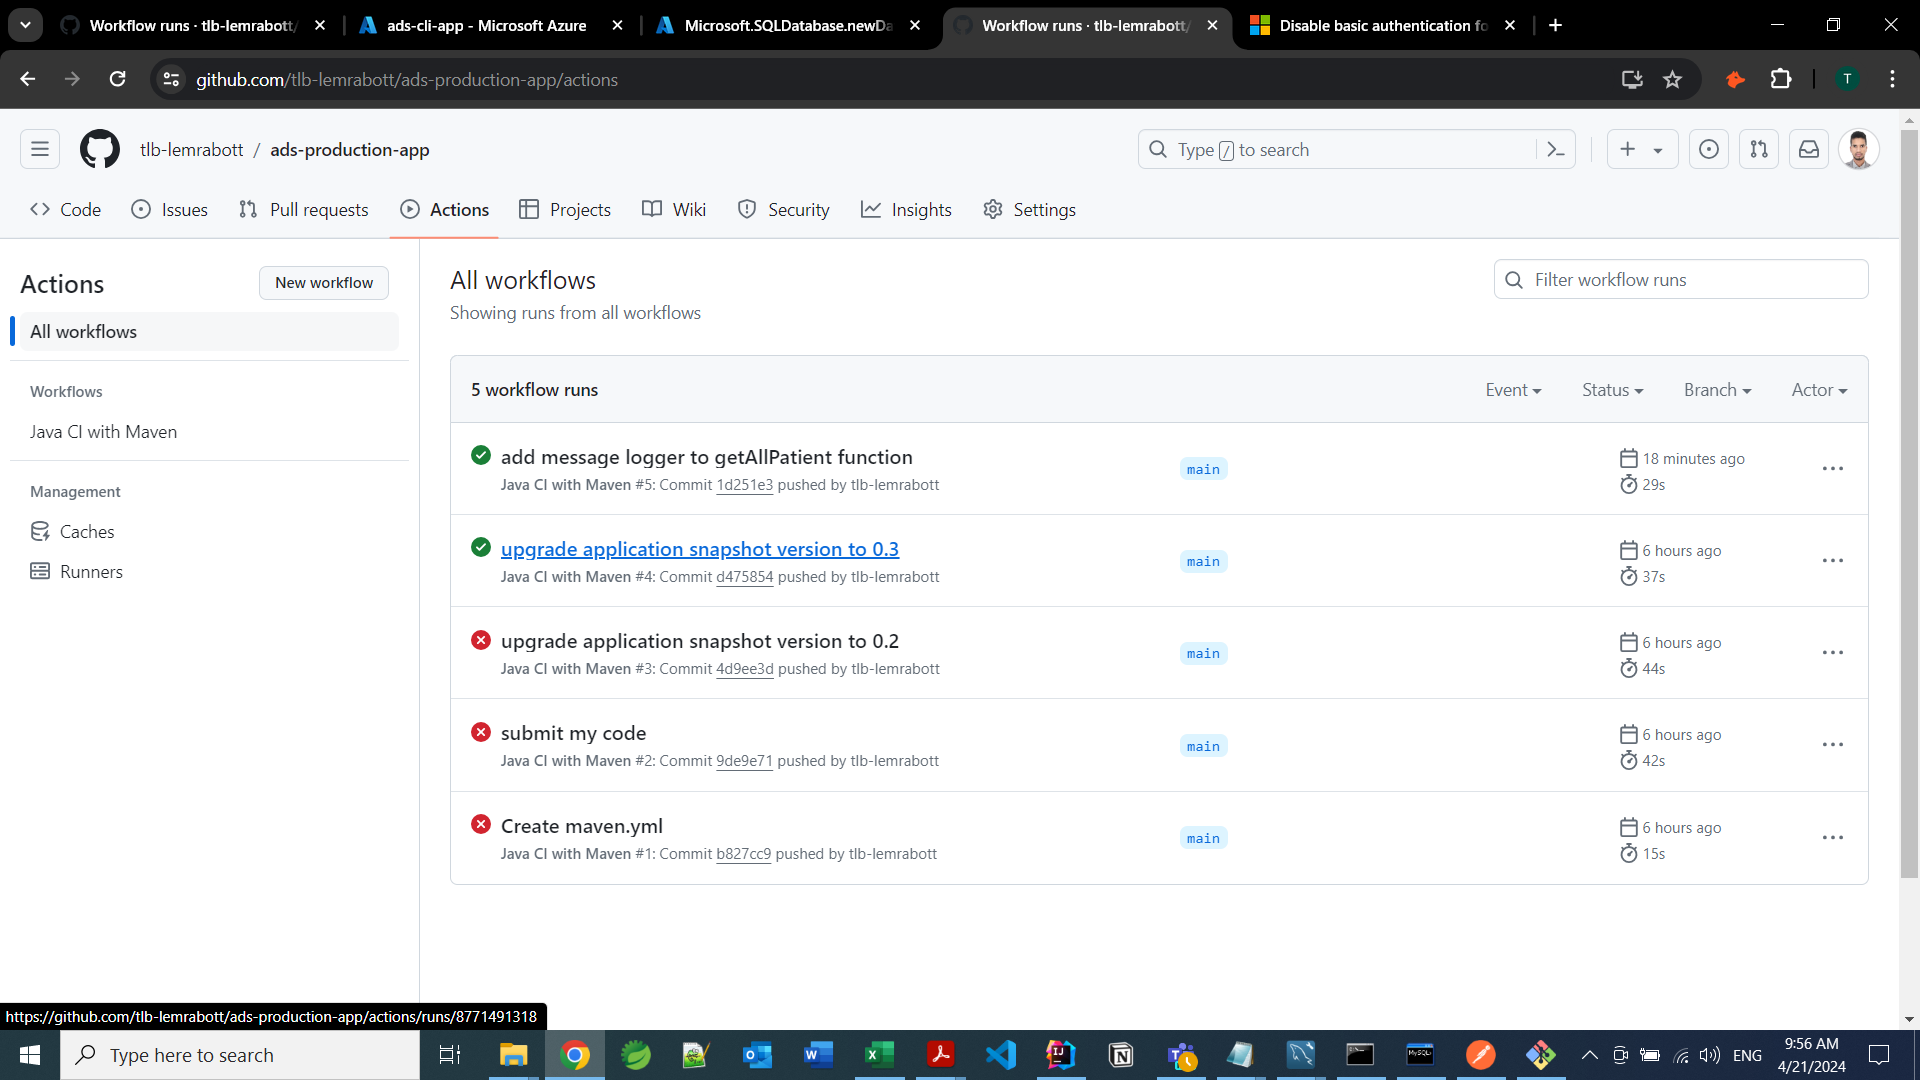 Workflow runs · tlb-lemrabott/
ads-cli-app - Microsoft Azure
Microsoft.SQLDatabase.newDa
Workflow runs · tlb-lemrabott/
Disable basic authentication fo
github.com/tlb-lemrabott/ads-production-app/actions
T
tlb-lemrabott / ads-production-app
Type / to search
Code
Issues
Pull requests
Actions
Projects
Wiki
Security
Insights
Settings
Actions
New workflow
All workflows
Workflows
Java CI with Maven
Management
Caches
Runners
All workflows
Showing runs from all workflows
Filter workflow runs
5 workflow runs
Event
Status
Branch
Actor
add message logger to getAllPatient function
Java CI with Maven #5: Commit 1d251e3 pushed by tlb-lemrabott
main
18 minutes ago
29s
upgrade application snapshot version to 0.3
Java CI with Maven #4: Commit d475854 pushed by tlb-lemrabott
main
6 hours ago
37s
upgrade application snapshot version to 0.2
Java CI with Maven #3: Commit 4d9ee3d pushed by tlb-lemrabott
main
6 hours ago
44s
submit my code
Java CI with Maven #2: Commit 9de9e71 pushed by tlb-lemrabott
main
6 hours ago
42s
Create maven.yml
Java CI with Maven #1: Commit b827cc9 pushed by tlb-lemrabott
main
6 hours ago
15s
https://github.com/tlb-lemrabott/ads-production-app/actions/runs/8771491318
Type here to search
ENG
9:56 AM
4/21/2024